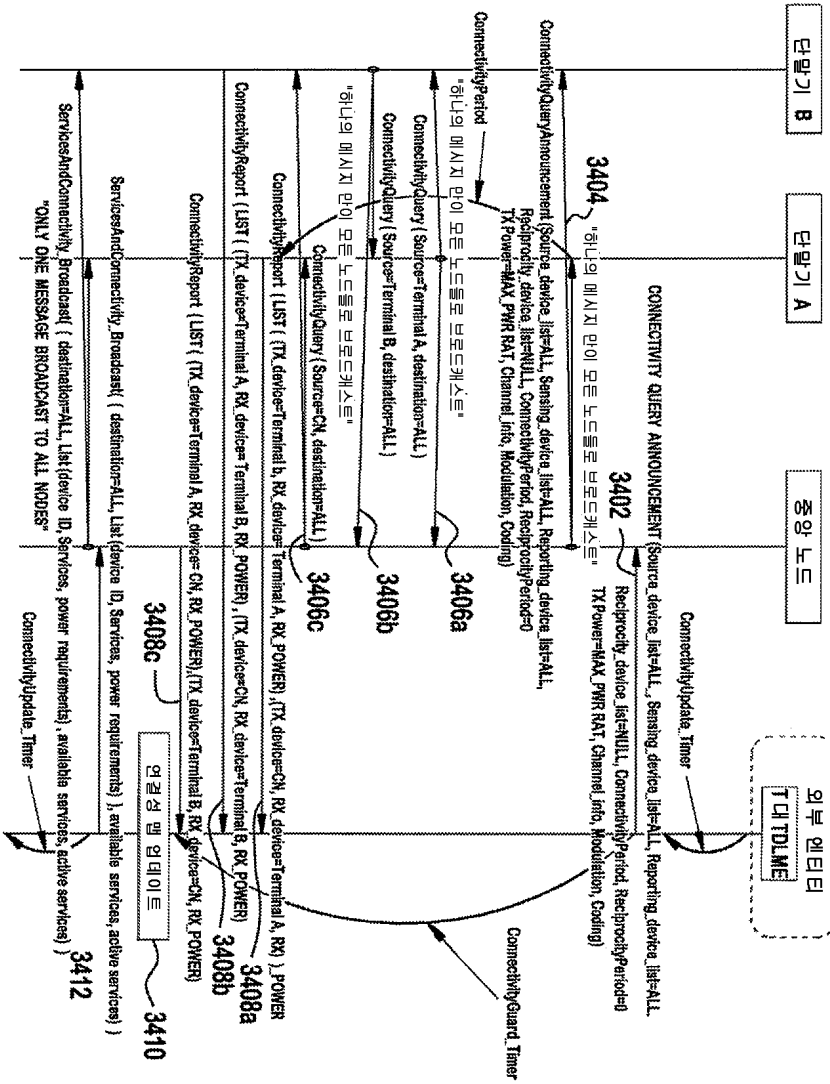 단말기 B
단말기 A
중앙 노드
외부 엔티티
T 대 TDLME
ConnectivityUpdate_Timer
CONNECTIVITY QUERY ANNOUNCEMENT (Source_device_list=ALL_, Sensing_device_list=ALL, Reporting_device_list=ALL,
Reciprocity_device_list=NULL, ConnectivityPeriod, ReciprocityPeriod=0
TXPower=MAX_PWR RAT, Channel_info, Modulation, Coding)
3402
"하나의 메시지 만이 모든 노드들로 브로드캐스트"
3404
ConnectivityQueryAnnouncement (Source_device_list=ALL, Sensing_device_list=ALL, Reporting_device_list=ALL,
Reciprocity_device_list=NULL, ConnectivityPeriod, ReciprocityPeriod=0
TXPower=MAX_PWR RAT, Channel_info, Modulation, Coding)
ConnectivityPeriod
ConnectivityGuard_Timer
"하나의 메시지 만이 모든 노드들로 브로드캐스트"
ConnectivityQuery ( Source=Terminal A, destination=ALL )
3406a
ConnectivityQuery ( Source=Terminal B, destination=ALL )
3406b
"하나의 메시지 만이 모든 노드들로 브로드캐스트"
ConnectivityQuery ( Source=CN, destination=ALL )
3406c
ConnectivityReport ( LIST ( (TX_device=Terminal b, RX_device= Terminal A, RX_POWER) ,(TX_device=CN, RX_device=Terminal A, RX) )_POWER
3408a
ConnectivityReport ( LIST ( (TX_device=Terminal A, RX_device= Terminal B, RX_POWER) , (TX_device=CN, RX_device=Terminal B, RX_POWER)
3408b
ConnectivityReport ( LIST ( (TX_device=Terminal A, RX_device= CN, RX_POWER),(TX_device=Terminal B, RX_device=CN, RX_POWER)
3408c
연결성 맵 업데이트
3410
ServicesAndConnectivity_Broadcast( ( destination=ALL, List (device ID, Services, power requirements) ), available services, active services) )
ServicesAndConnectivity_Broadcast( ( destination=ALL, List (device ID, Services, power requirements) , available services, active services) )
3412
"ONLY ONE MESSAGE BROADCAST TO ALL NODES"
ConnectivityUpdate_Timer